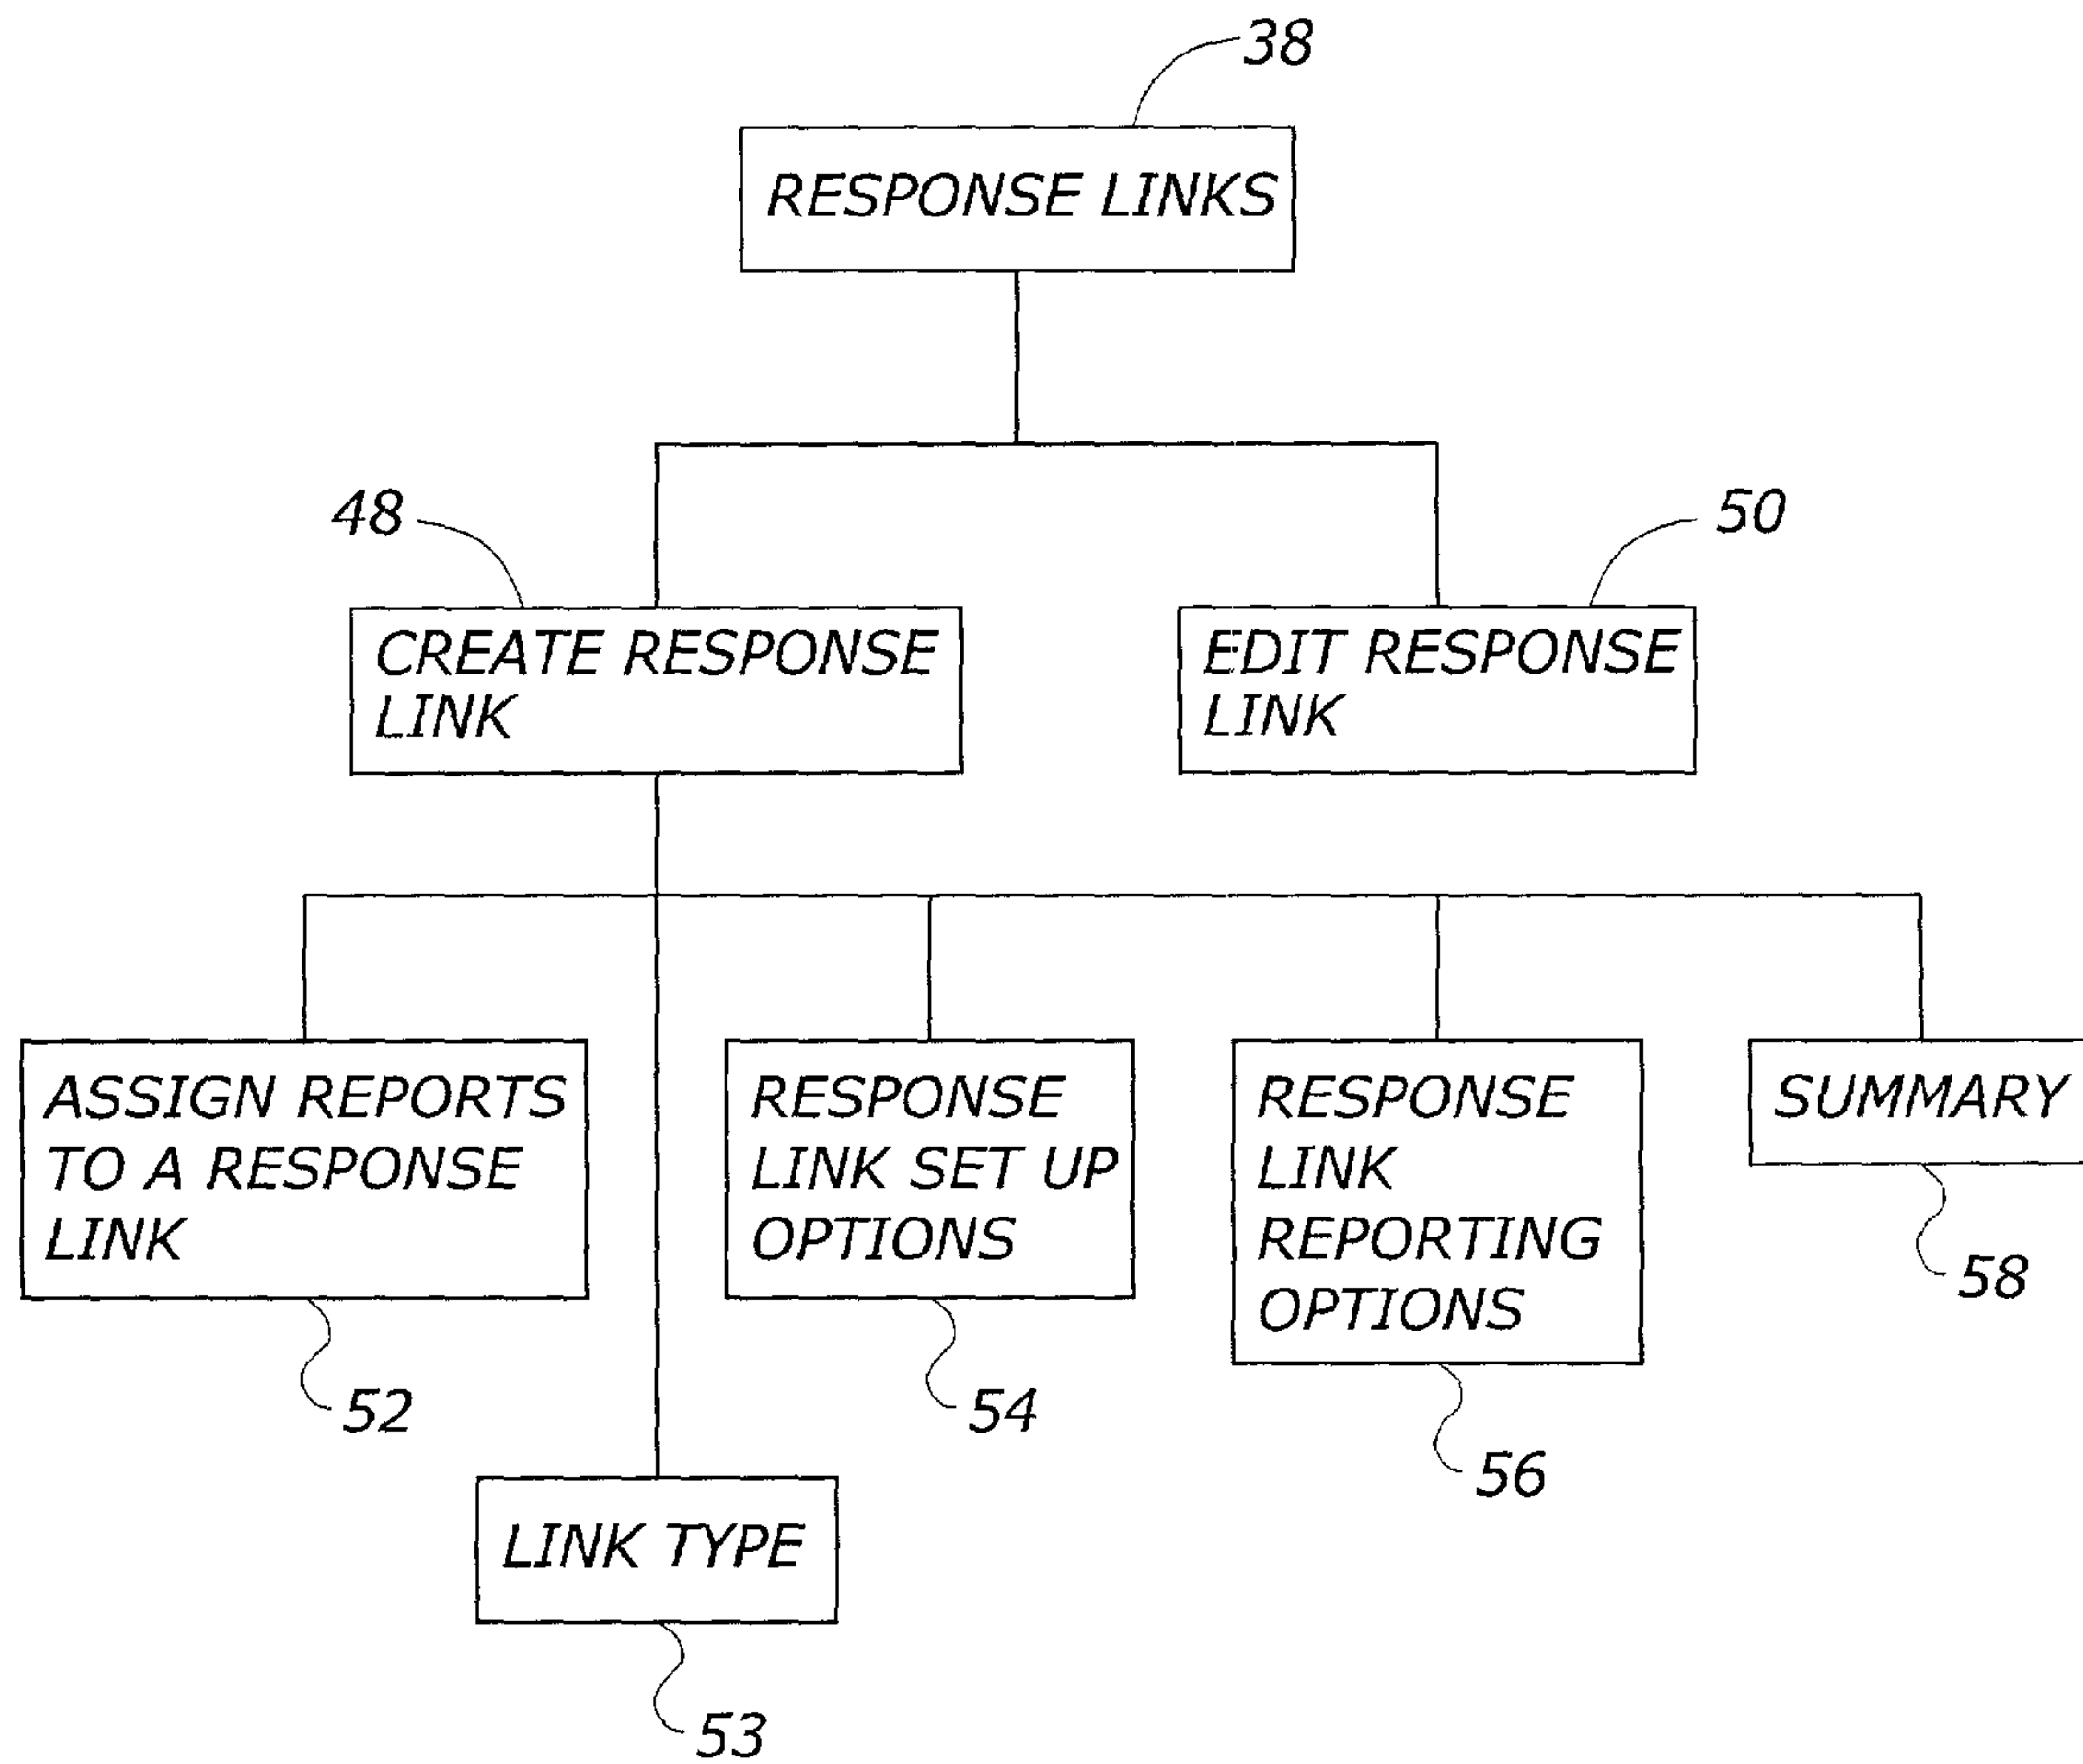 38
RESPONSE LINKS
48
50
CREATE RESPONSE
LINK
EDIT RESPONSE
LINK
ASSIGN REPORTS
TO A RESPONSE
LINK
52
RESPONSE
LINK SET UP
OPTIONS
54
RESPONSE
LINK
REPORTING
OPTIONS
56
SUMMARY
58
LINK TYPE
53